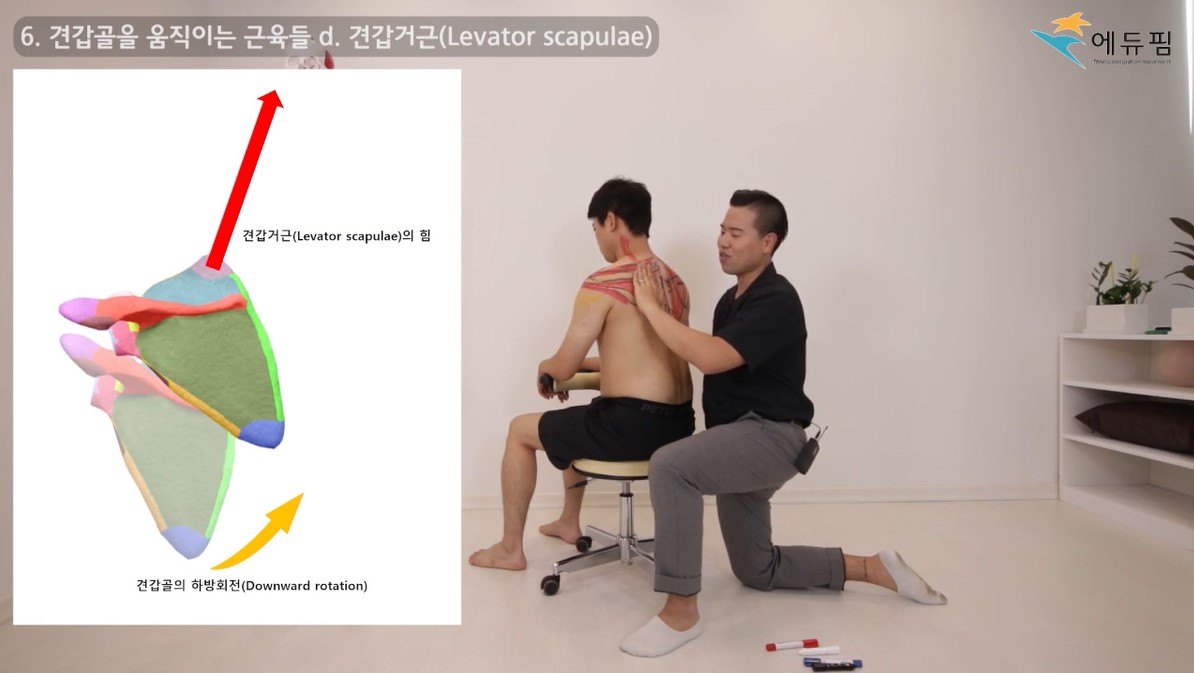 6. 견갑골을 움직이는 근육들 d. 견갑거근(Levator scapulae)
에듀핌
견갑거근(Levator scapulae)의 힘
견갑골의 하방회전(Downward rotation)